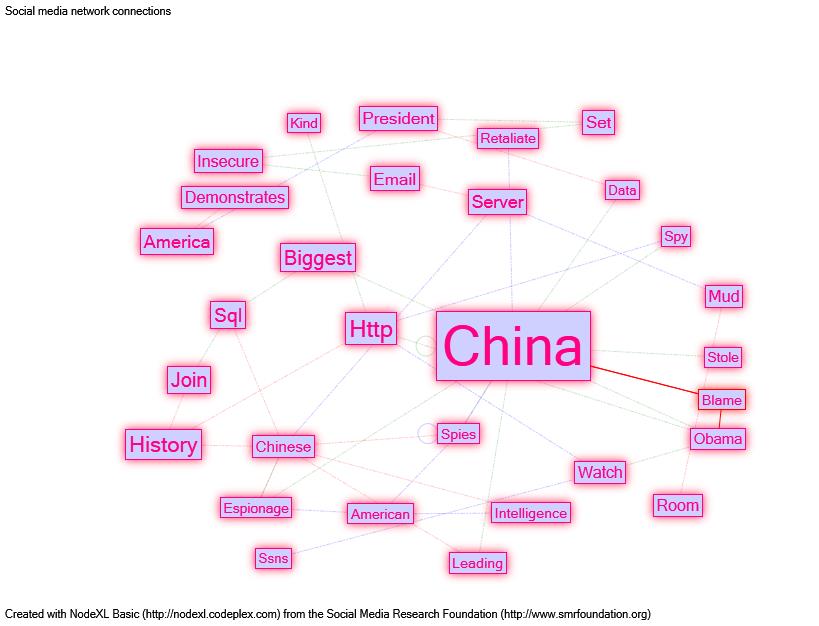 Social media network connections
President
Kind
Set
Retaliate
Insecure
Email
Data
Demonstrates
Server
America
Spy
Biggest
Mud
Sql
Http
China
Stole
Join
Blame
Spies
Obama
History
Chinese
Watch
Room
Espionage
American
Intelligence
Ssns
Leading
Created with NodeXL Basic (http://nodexl.codeplex.com) from the Social Media Research Foundation (http://www.smrfoundation.org)